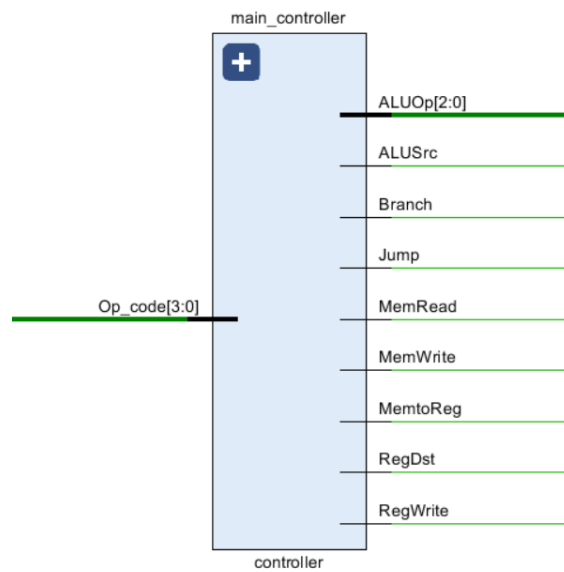 main_controller
ALUOp[2:0]
ALUSrc
Branch
Jump
Op_code[3:0]
MemRead
MemWrite
MemtoReg
RegDst
RegWrite
controller